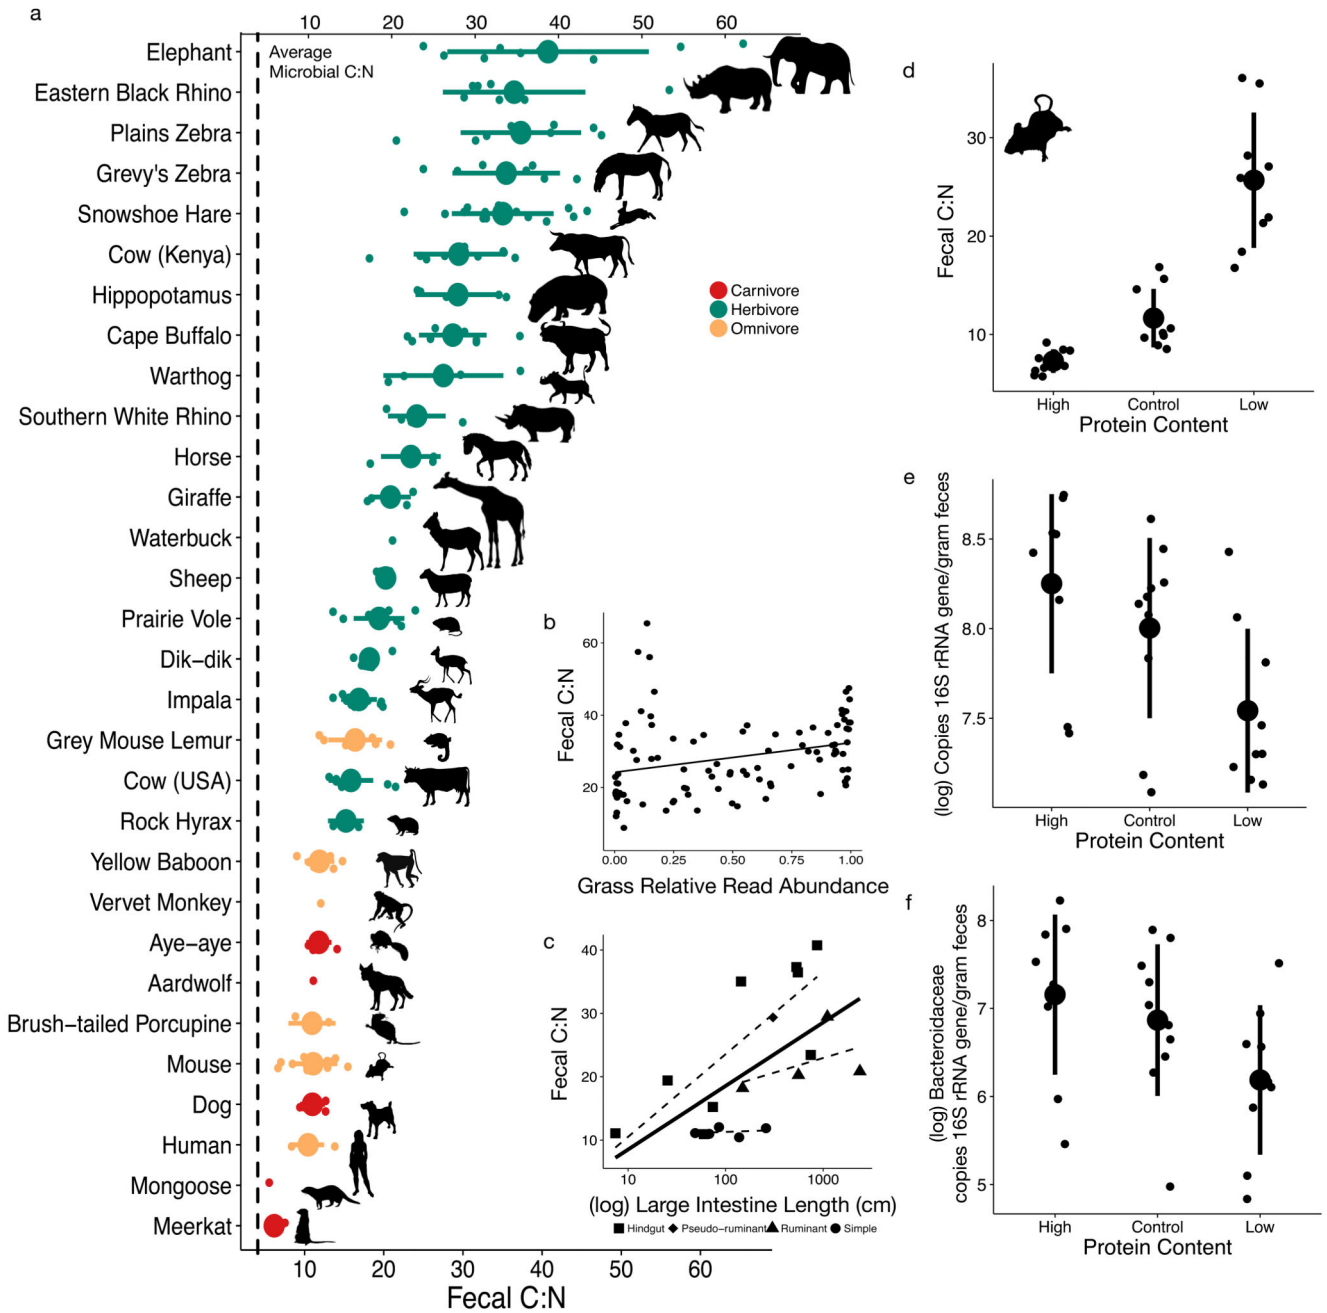 a
10 20 30 40 50 60
Average
Microbial C:N
Elephant
Eastern Black Rhino
Plains Zebra
Grevy's Zebra
Snowshoe Hare
Cow (Kenya)
Hippopotamus
Cape Buffalo
Warthog
Southern White Rhino
Horse
Giraffe
Waterbuck
Sheep
Prairie Vole
Dik−dik
Impala
Grey Mouse Lemur
Cow (USA)
Rock Hyrax
Yellow Baboon
Vervet Monkey
Aye−aye
Aardwolf
Brush−tailed Porcupine
Mouse
Dog
Human
Mongoose
Meerkat
10 20 30 40 50 60
Fecal C:N
Carnivore
Herbivore
Omnivore
b
Fecal C:N
60
40
20
0.00 0.25 0.50 0.75 1.00
Grass Relative Read Abundance
c
Fecal C:N
40
30
20
10
10 100 1000
(log) Large Intestine Length (cm)
Hindgut Pseudo−ruminant Ruminant Simple
d
Fecal C:N
30
20
10
High Control Low
Protein Content
e
(log) Copies 16S rRNA gene/gram feces
8.5
8.0
7.5
High Control Low
Protein Content
f
(log) Bacteroidaceae
copies 16S rRNA gene/gram feces
8
7
6
5
High Control Low
Protein Content